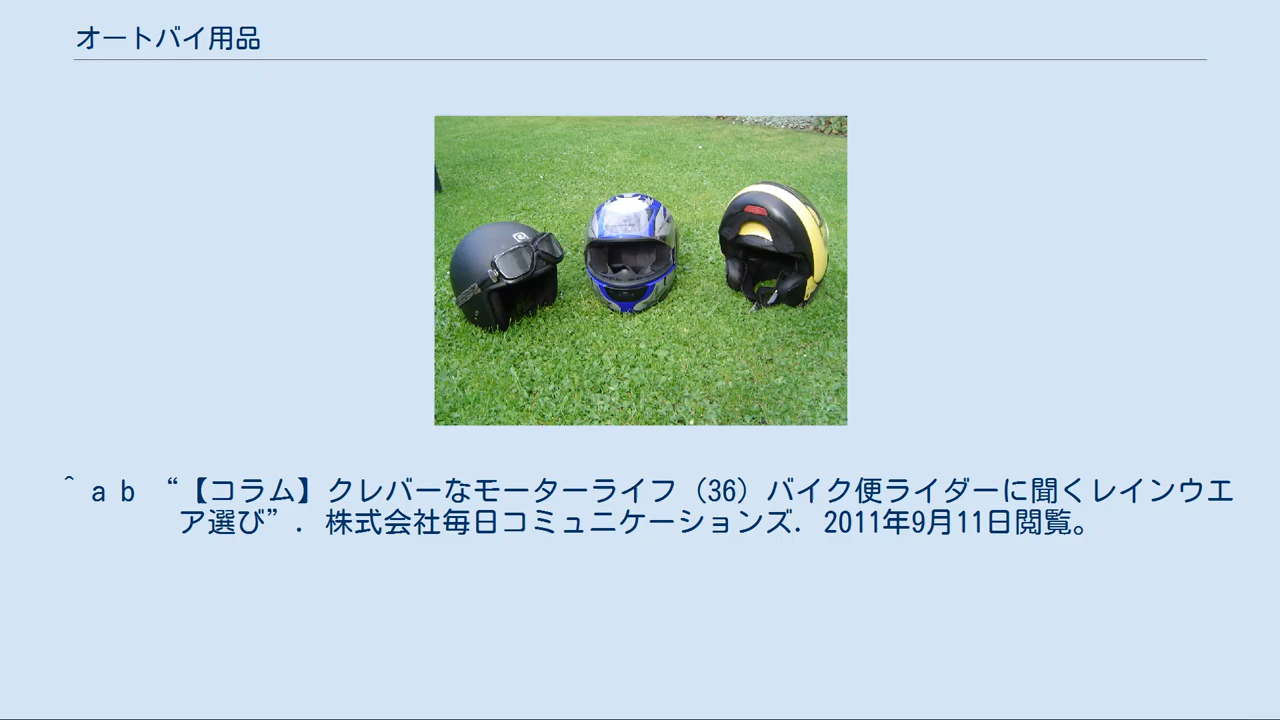 オートバイ用品
^ a b “【コラム】クレバーなモーターライフ（36）バイク便ライダーに聞くレインウエ
ア選び”. 株式会社毎日コミュニケーションズ. 2011年9月11日閲覧。